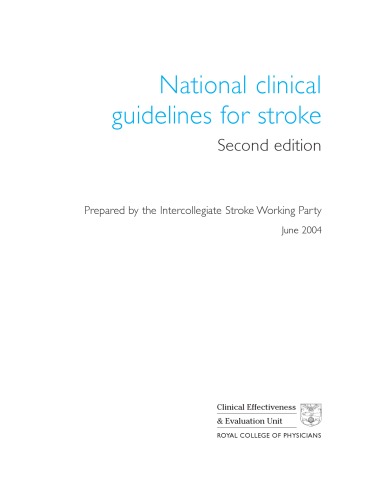 National clinical
guidelines for stroke
Second edition
Prepared by the Intercollegiate Stroke Working Party
June 2004
Clinical Effectiveness
& Evaluation Unit
ROYAL COLLEGE OF PHYSICIANS